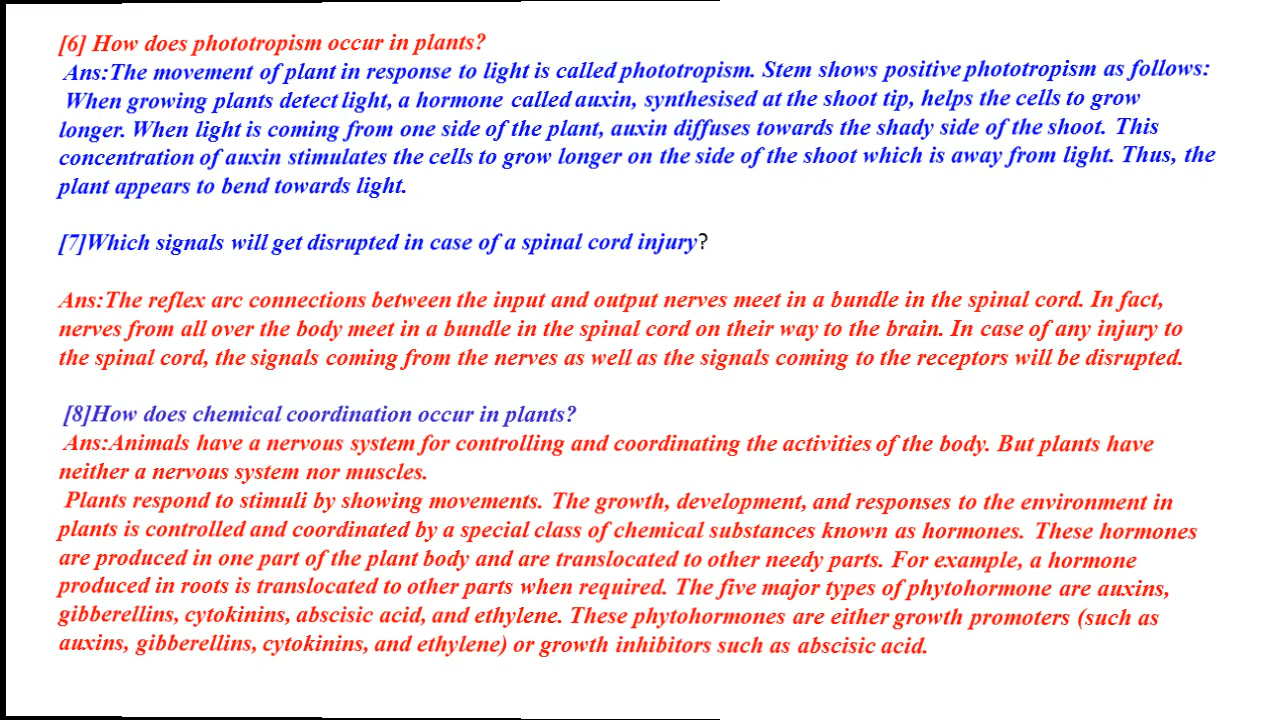 [6] How does phototropism occur in plants?
Ans:The movement of plant in response to light is called phototropism. Stem shows positive phototropism as follows:
When growing plants detect light, a hormone called auxin, synthesised at the shoot tip, helps the cells to grow
longer. When light is coming from one side of the plant, auxin diffuses towards the shady side of the shoot. This
concentration of auxin stimulates the cells to grow longer on the side of the shoot which is away from light. Thus, the
plant appears to bend towards light.
[7]Which signals will get disrupted in case of a spinal cord injury?
Ans:The reflex arc connections between the input and output nerves meet in a bundle in the spinal cord. In fact,
nerves from all over the body meet in a bundle in the spinal cord on their way to the brain. In case of any injury to
the spinal cord, the signals coming from the nerves as well as the signals coming to the receptors will be disrupted.
[8]How does chemical coordination occur in plants?
Ans:Animals have a nervous system for controlling and coordinating the activities of the body. But plants have
neither a nervous system nor muscles.
Plants respond to stimuli by showing movements. The growth, development, and responses to the environment in
plants is controlled and coordinated by a special class of chemical substances known as hormones. These hormones
are produced in one part of the plant body and are translocated to other needy parts. For example, a hormone
produced in roots is translocated to other parts when required. The five major types of phytohormone are auxins,
gibberellins, cytokinins, abscisic acid, and ethylene. These phytohormones are either growth promoters (such as
auxins, gibberellins, cytokinins, and ethylene) or growth inhibitors such as abscisic acid.